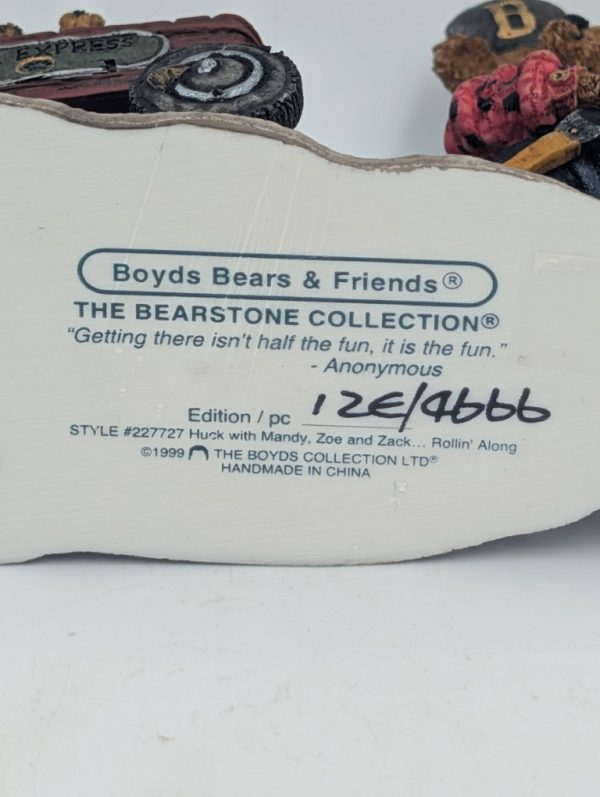 EXPRESS
B
Boyds Bears & Friends®
THE BEARSTONE COLLECTION®
"Getting there isn't half the fun, it is the fun."
- Anonymous
Edition / pc 12E/4666
STYLE #227727 Huck with Mandy, Zoe and Zack... Rollin' Along
©1999 THE BOYDS COLLECTION LTD®
HANDMADE IN CHINA